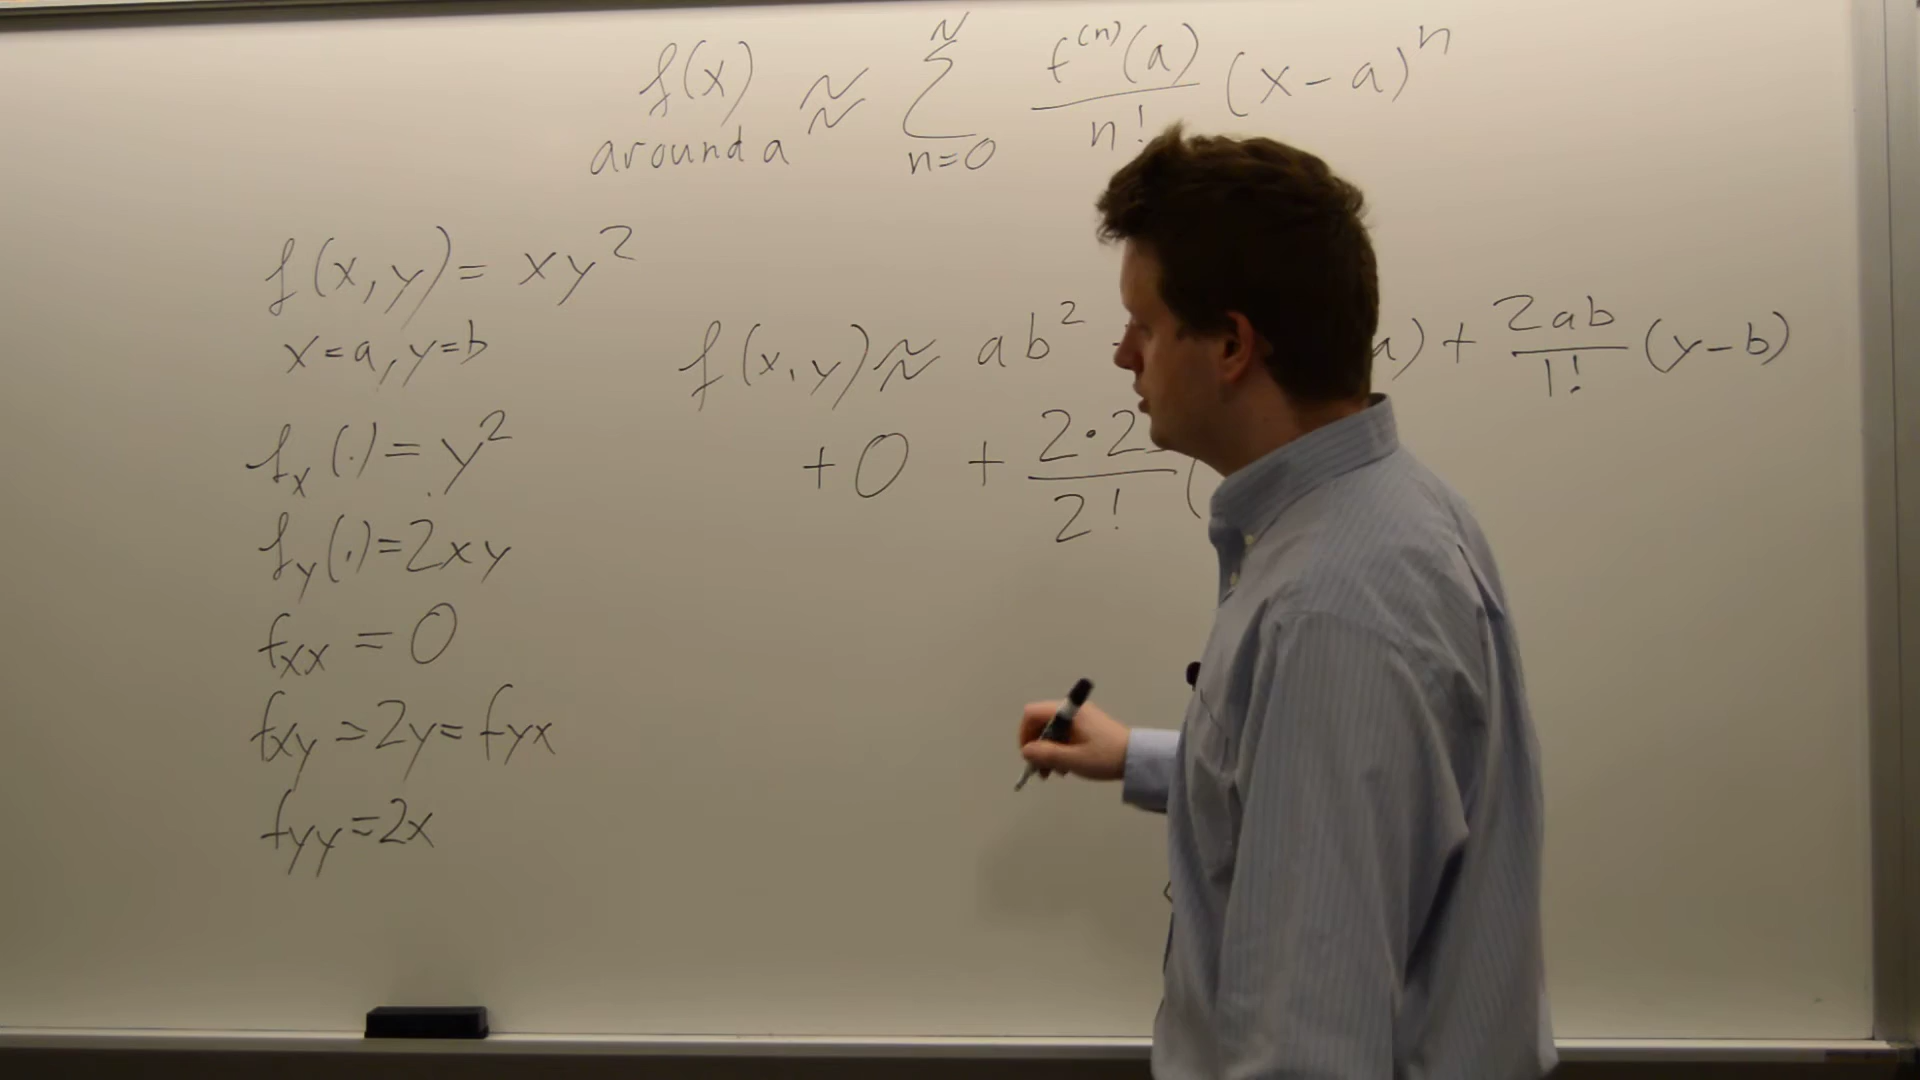 f(x) ≈ Σ_{n=0}^{N} f^{(n)}(a)/n! (x-a)^n
around a
f(x,y) = xy²
x=a, y=b
f_x(.) = y²
f_y(.) = 2xy
f_xx = 0
f_xy = 2y = f_yx
f_yy = 2x
f(x,y) ≈ ab² a) + 2ab/1! (y-b)
+ 0 + 2·2/2! (